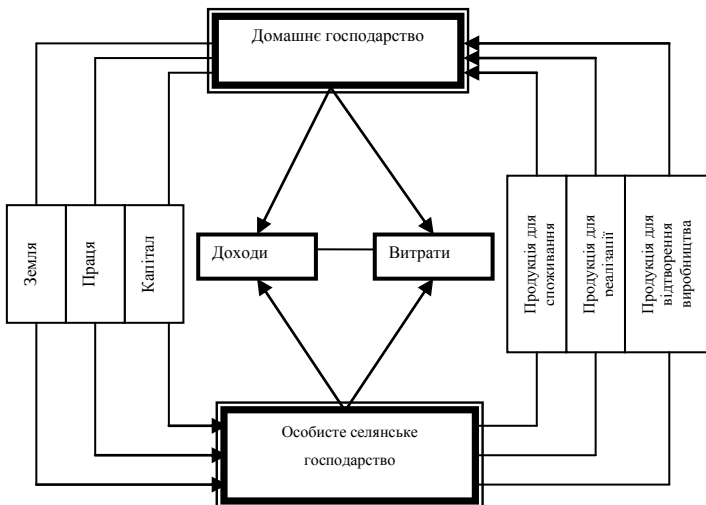 Домашнє господарство
Земля
Праця
Капітал
Доходи
Витрати
Продукція для
споживання
Продукція для
реалізації
Продукція для
відтворення
виробництва
Особисте селянське
господарство